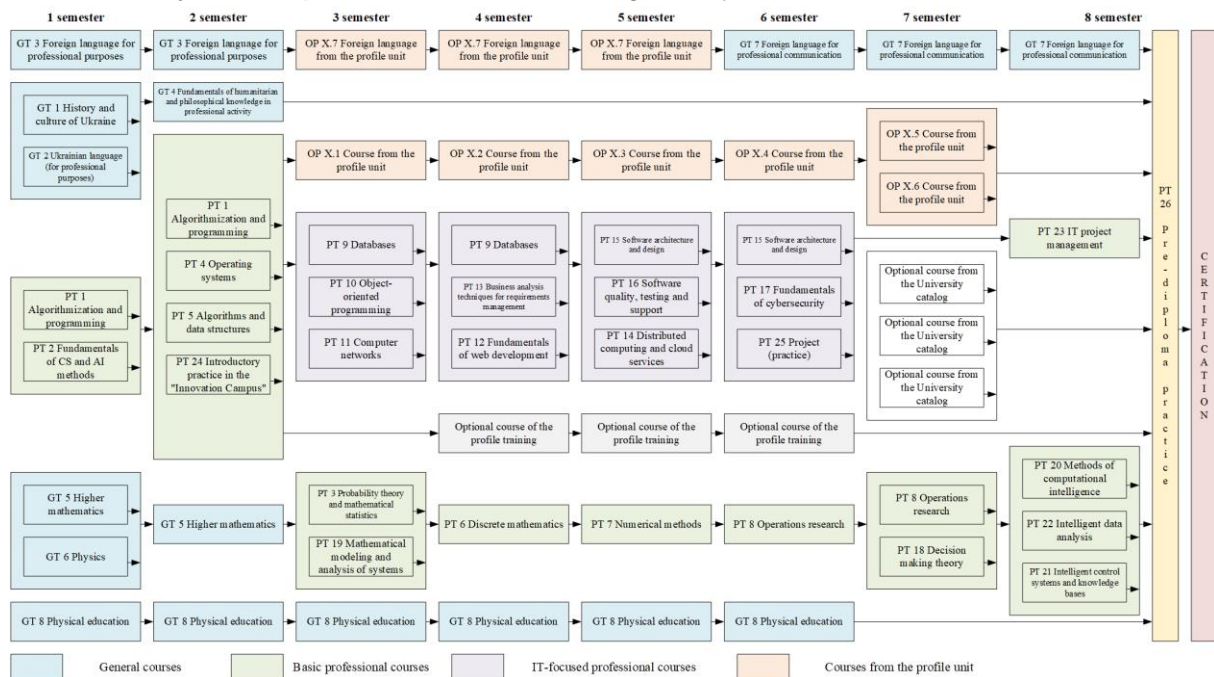 1 semester
2 semester
3 semester
4 semester
5 semester
6 semester
7 semester
8 semester
GT 3 Foreign language for
professional purposes
GT 3 Foreign language for
professional purposes
OP X.7 Foreign language
from the profile unit
OP X.7 Foreign language
from the profile unit
OP X.7 Foreign language
from the profile unit
GT 7 Foreign language for
professional communication
GT 7 Foreign language for
professional communication
GT 7 Foreign language for
professional communication
GT 1 History and
culture of Ukraine
GT 2 Ukrainian language
(for professional
purposes)
GT 4 Fundamentals of humanitarian
and philosophical knowledge in
professional activity
OP X.1 Course from the
profile unit
OP X.2 Course from the
profile unit
OP X.3 Course from the
profile unit
OP X.4 Course from the
profile unit
OP X.5 Course from
the profile unit
OP X.6 Course from
the profile unit
PT 1
Algorithmization and
programming
PT 2 Fundamentals
of CS and AI
methods
PT 1
Algorithmization and
programming
PT 4 Operating
systems
PT 5 Algorithms and
data structures
PT 24 Introductory
practice in the
"Innovation Campus"
PT 9 Databases
PT 10 Object-
oriented
programming
PT 11 Computer
networks
PT 9 Databases
PT 13 Business analysis
techniques for requirements
management
PT 12 Fundamentals
of web development
PT 15 Software architecture
and design
PT 16 Software
quality, testing and
support
PT 14 Distributed
computing and cloud
services
PT 15 Software architecture
and design
PT 17 Fundamentals
of cybersecurity
PT 25 Project
(practice)
Optional course from
the University
catalog
Optional course from
the University
catalog
Optional course from
the University
catalog
PT 23 IT project
management
Optional course of the
profile training
Optional course of the
profile training
Optional course of the
profile training
GT 5 Higher
mathematics
GT 6 Physics
GT 5 Higher mathematics
PT 3 Probability theory
and mathematical
statistics
PT 19 Mathematical
modeling and
analysis of systems
PT 6 Discrete mathematics
PT 7 Numerical methods
PT 8 Operations research
PT 8 Operations
research
PT 18 Decision
making theory
PT 20 Methods of
computational
intelligence
PT 22 Intelligent data
analysis
PT 21 Intelligent control
systems and knowledge
bases
GT 8 Physical education
GT 8 Physical education
GT 8 Physical education
GT 8 Physical education
GT 8 Physical education
GT 8 Physical education
PT 26 Pre-diploma practice
CERTIFICATION
General courses
Basic professional courses
IT-focused professional courses
Courses from the profile unit